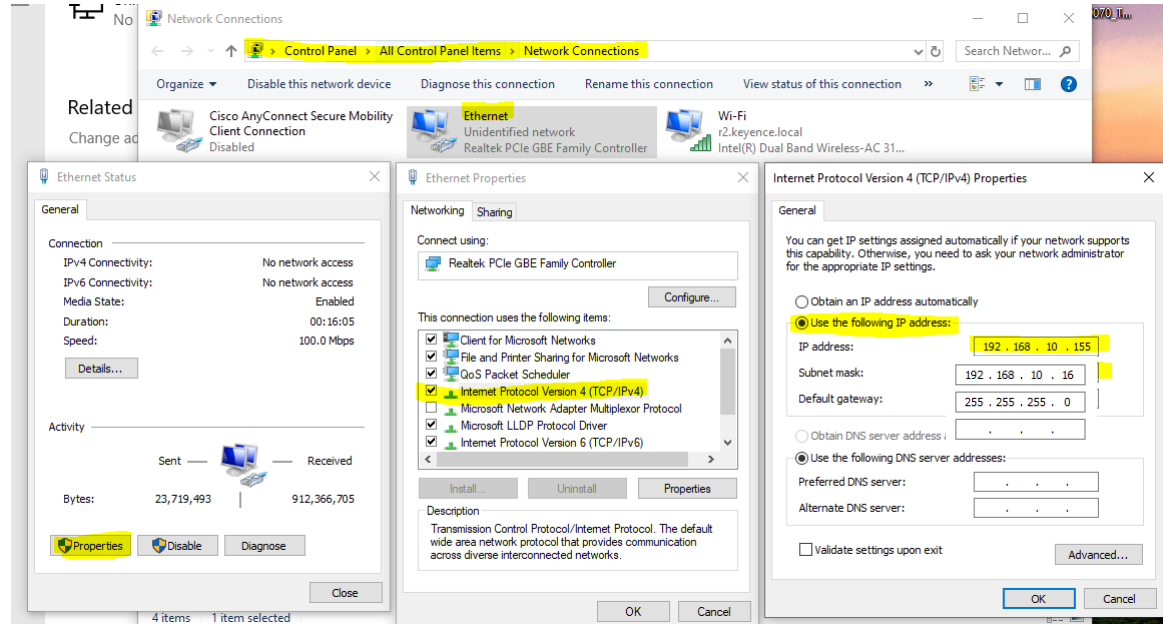 No
070_Tr...
Network Connections
Control Panel > All Control Panel Items > Network Connections
Search Networ...
Organize
Disable this network device
Diagnose this connection
Rename this connection
View status of this connection
»
Related
Change ad
Cisco AnyConnect Secure Mobility
Client Connection
Disabled
Ethernet
Unidentified network
Realtek PCIe GBE Family Controller
Wi-Fi
r2.keyence.local
Intel(R) Dual Band Wireless-AC 31...
Ethernet Status
General
Connection
IPv4 Connectivity: No network access
IPv6 Connectivity: No network access
Media State: Enabled
Duration: 00:16:05
Speed: 100.0 Mbps
Details...
Activity
Sent — — Received
Bytes: 23,719,493 | 912,366,705
Properties
Disable
Diagnose
Close
4 items
1 item selected
Ethernet Properties
Networking
Sharing
Connect using:
Realtek PCIe GBE Family Controller
Configure...
This connection uses the following items:
Client for Microsoft Networks
File and Printer Sharing for Microsoft Networks
QoS Packet Scheduler
Internet Protocol Version 4 (TCP/IPv4)
Microsoft Network Adapter Multiplexor Protocol
Microsoft LLDP Protocol Driver
Internet Protocol Version 6 (TCP/IPv6)
Install...
Uninstall
Properties
Description
Transmission Control Protocol/Internet Protocol. The default
wide area network protocol that provides communication
across diverse interconnected networks.
OK
Cancel
Internet Protocol Version 4 (TCP/IPv4) Properties
General
You can get IP settings assigned automatically if your network supports
this capability. Otherwise, you need to ask your network administrator
for the appropriate IP settings.
Obtain an IP address automatically
Use the following IP address:
IP address: 192 . 168 . 10 . 155
Subnet mask: 192 . 168 . 10 . 16
Default gateway: 255 . 255 . 255 . 0
Obtain DNS server address
. . .
Use the following DNS server addresses:
Preferred DNS server: . . .
Alternate DNS server: . . .
Validate settings upon exit
Advanced...
OK
Cancel